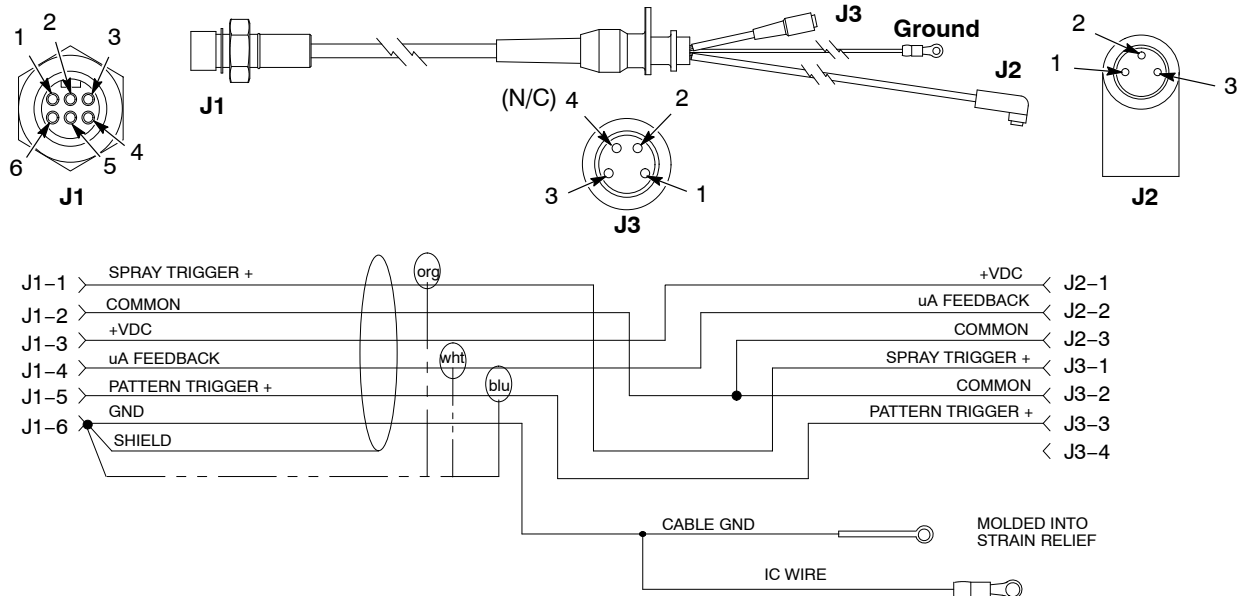 1 2 3
6 5 4
J1
J1
J3
Ground
J2
(N/C) 4 2
3 1
J3
2
1 3
J2
J1–1 SPRAY TRIGGER +
J1–2 COMMON
J1–3 +VDC
J1–4 uA FEEDBACK
J1–5 PATTERN TRIGGER +
J1–6 GND
SHIELD
org
wht
blu
+VDC J2–1
uA FEEDBACK J2–2
COMMON J2–3
SPRAY TRIGGER + J3–1
COMMON J3–2
PATTERN TRIGGER + J3–3
J3–4
CABLE GND
MOLDED INTO
STRAIN RELIEF
IC WIRE